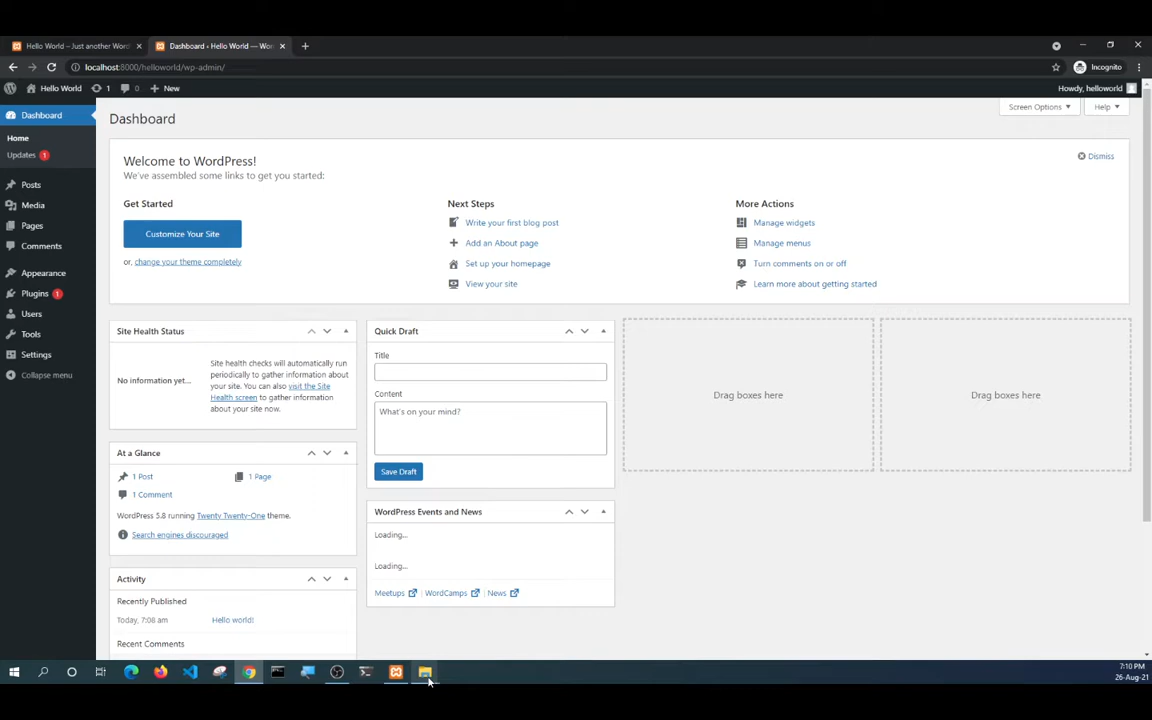 Hello World – Just another Word
Dashboard ‹ Hello World — Wor
localhost:8000/helloworld/wp-admin/
Incognito
Hello World
1
0
New
Howdy, helloworld
Dashboard
Home
Updates 1
Posts
Media
Pages
Comments
Appearance
Plugins 1
Users
Tools
Settings
Collapse menu
Dashboard
Screen Options
Help
Welcome to WordPress!
We've assembled some links to get you started:
Dismiss
Get Started
Customize Your Site
or, change your theme completely
Next Steps
Write your first blog post
Add an About page
Set up your homepage
View your site
More Actions
Manage widgets
Manage menus
Turn comments on or off
Learn more about getting started
Site Health Status
No information yet...
Site health checks will automatically run
periodically to gather information about
your site. You can also visit the Site
Health screen to gather information
about your site now.
At a Glance
1 Post
1 Page
1 Comment
WordPress 5.8 running Twenty Twenty-One theme.
Search engines discouraged
Activity
Recently Published
Today, 7:08 am
Hello world!
Recent Comments
Quick Draft
Title
Content
What's on your mind?
Save Draft
WordPress Events and News
Loading...
Loading...
Meetups | WordCamps | News
Drag boxes here
Drag boxes here
7:10 PM
26-Aug-21